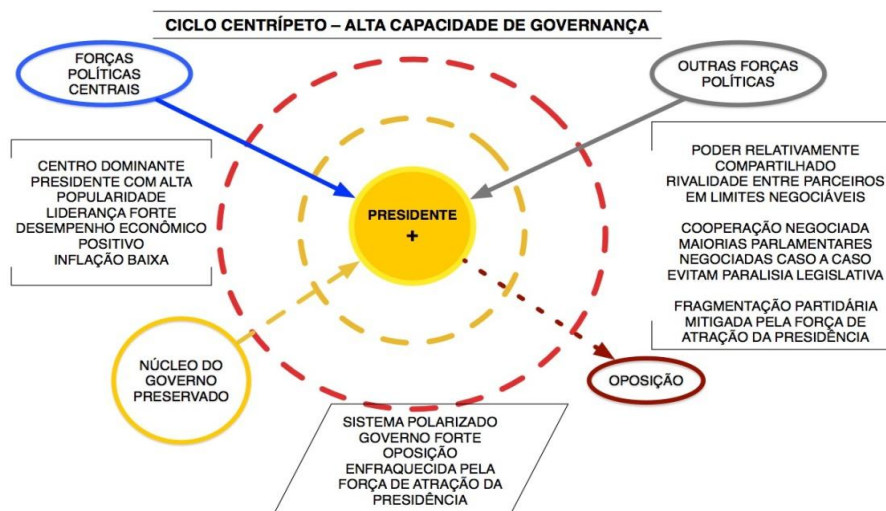 CICLO CENTRÍPETO – ALTA CAPACIDADE DE GOVERNANÇA
FORÇAS
POLÍTICAS
CENTRAIS
OUTRAS FORÇAS
POLÍTICAS
CENTRO DOMINANTE
PRESIDENTE COM ALTA
POPULARIDADE
LIDERANÇA FORTE
DESEMPENHO ECONÔMICO
POSITIVO
INFLAÇÃO BAIXA
PRESIDENTE
+
PODER RELATIVAMENTE
COMPARTILHADO
RIVALIDADE ENTRE PARCEIROS
EM LIMITES NEGOCIÁVEIS
COOPERAÇÃO NEGOCIADA
MAIORIAS PARLAMENTARES
NEGOCIADAS CASO A CASO
EVITAM PARALISIA LEGISLATIVA
FRAGMENTAÇÃO PARTIDÁRIA
MITIGADA PELA FORÇA DE
ATRAÇÃO DA PRESIDÊNCIA
NÚCLEO DO
GOVERNO
PRESERVADO
OPOSIÇÃO
SISTEMA POLARIZADO
GOVERNO FORTE
OPOSIÇÃO
ENFRAQUECIDA PELA
FORÇA DE ATRAÇÃO DA
PRESIDÊNCIA